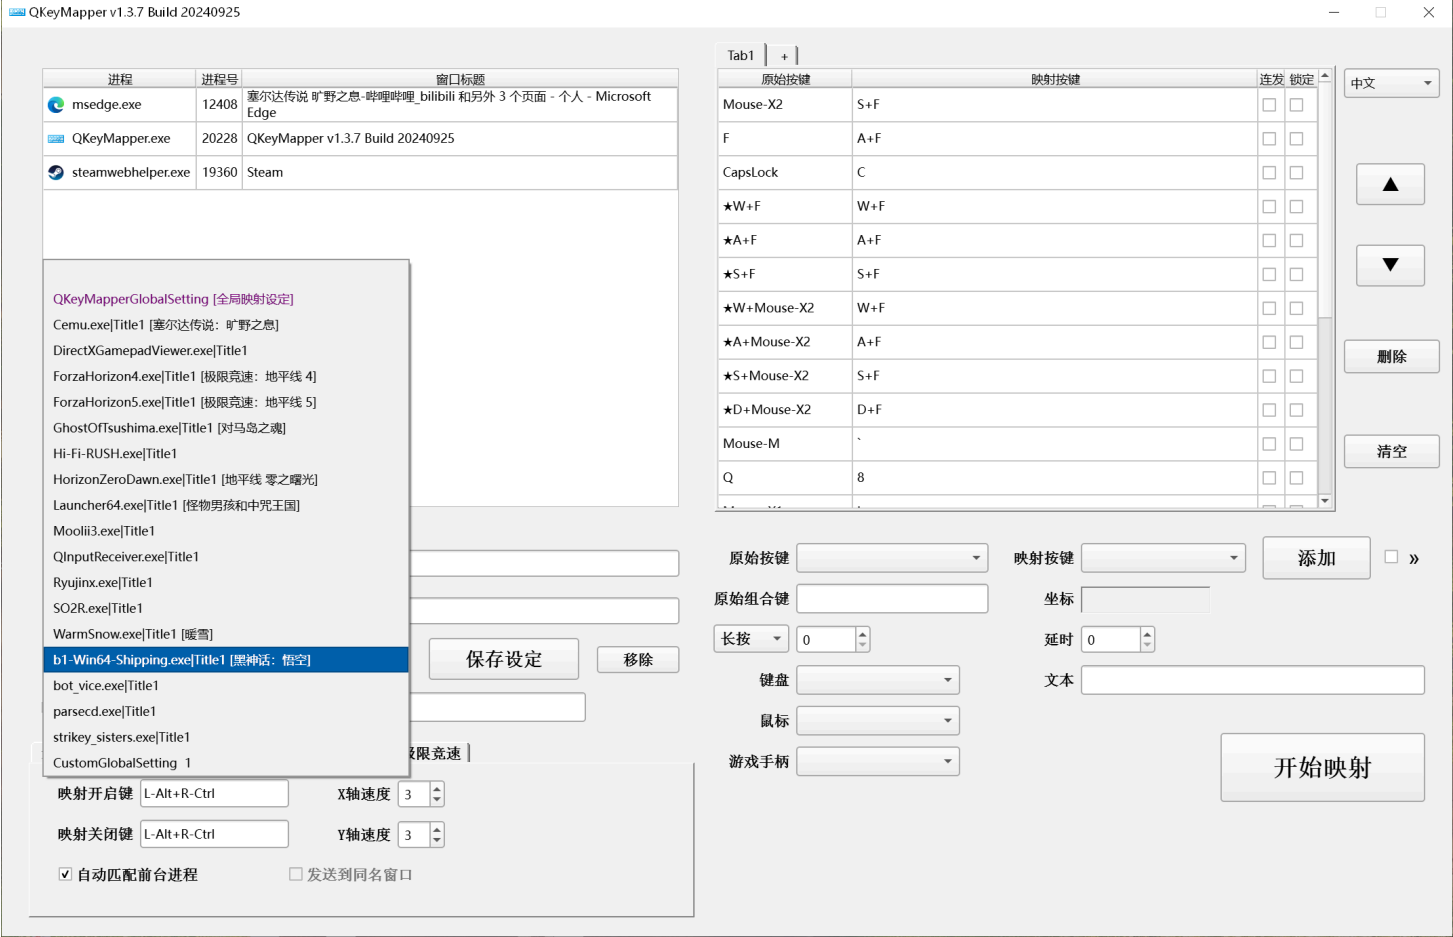 QKeyMapper v1.3.7 Build 20240925
进程 进程号 窗口标题
msedge.exe 12408 塞尔达传说 旷野之息-哔哩哔哩_bilibili 和另外 3 个页面 - 个人 - Microsoft
Edge
QKeyMapper.exe 20228 QKeyMapper v1.3.7 Build 20240925
steamwebhelper.exe 19360 Steam
QKeyMapperGlobalSetting [全局映射设定]
Cemu.exe|Title1 [塞尔达传说：旷野之息]
DirectXGamepadViewer.exe|Title1
ForzaHorizon4.exe|Title1 [极限竞速：地平线 4]
ForzaHorizon5.exe|Title1 [极限竞速：地平线 5]
GhostOfTsushima.exe|Title1 [对马岛之魂]
Hi-Fi-RUSH.exe|Title1
HorizonZeroDawn.exe|Title1 [地平线 零之曙光]
Launcher64.exe|Title1 [怪物男孩和中咒王国]
Moolii3.exe|Title1
QInputReceiver.exe|Title1
Ryujinx.exe|Title1
SO2R.exe|Title1
WarmSnow.exe|Title1 [暖雪]
b1-Win64-Shipping.exe|Title1 [黑神话：悟空]
bot_vice.exe|Title1
parsecd.exe|Title1
strikey_sisters.exe|Title1
CustomGlobalSetting 1
保存设定 移除
限竞速
映射开启键 L-Alt+R-Ctrl X轴速度 3
映射关闭键 L-Alt+R-Ctrl Y轴速度 3
自动匹配前台进程 发送到同名窗口
Tab1 +
原始按键 映射按键 连发 锁定
Mouse-X2 S+F
F A+F
CapsLock C
★W+F W+F
★A+F A+F
★S+F S+F
★W+Mouse-X2 W+F
★A+Mouse-X2 A+F
★S+Mouse-X2 S+F
★D+Mouse-X2 D+F
Mouse-M `
Q 8
中文
▲
▼
删除
清空
原始按键 映射按键 添加 »
原始组合键 坐标
长按 0 延时 0
键盘 文本
鼠标
游戏手柄
开始映射